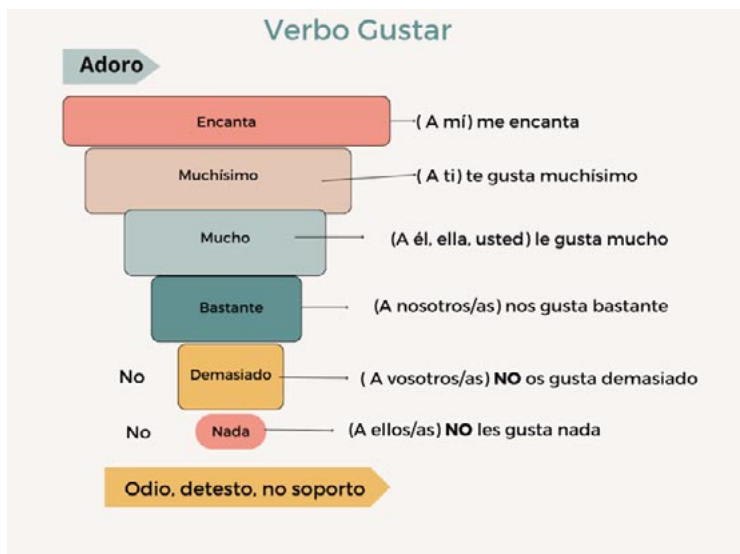 Verbo Gustar
Adoro
Encanta ( A mí) me encanta
Muchísimo ( A ti) te gusta muchísimo
Mucho (A él, ella, usted) le gusta mucho
Bastante (A nosotros/as) nos gusta bastante
No Demasiado ( A vosotros/as) NO os gusta demasiado
No Nada (A ellos/as) NO les gusta nada
Odio, detesto, no soporto